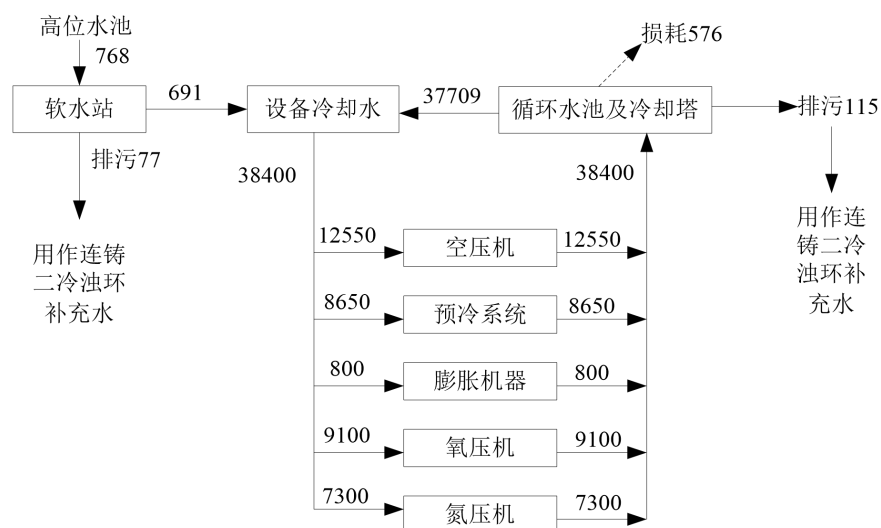 高位水池
768
损耗576
软水站
691
设备冷却水
37709
循环水池及冷却塔
排污115
排污77
38400
38400
用作连铸
二冷浊环
补充水
用作连
铸二冷
浊环补
充水
12550
空压机
12550
8650
预冷系统
8650
800
膨胀机器
800
9100
氧压机
9100
7300
氮压机
7300